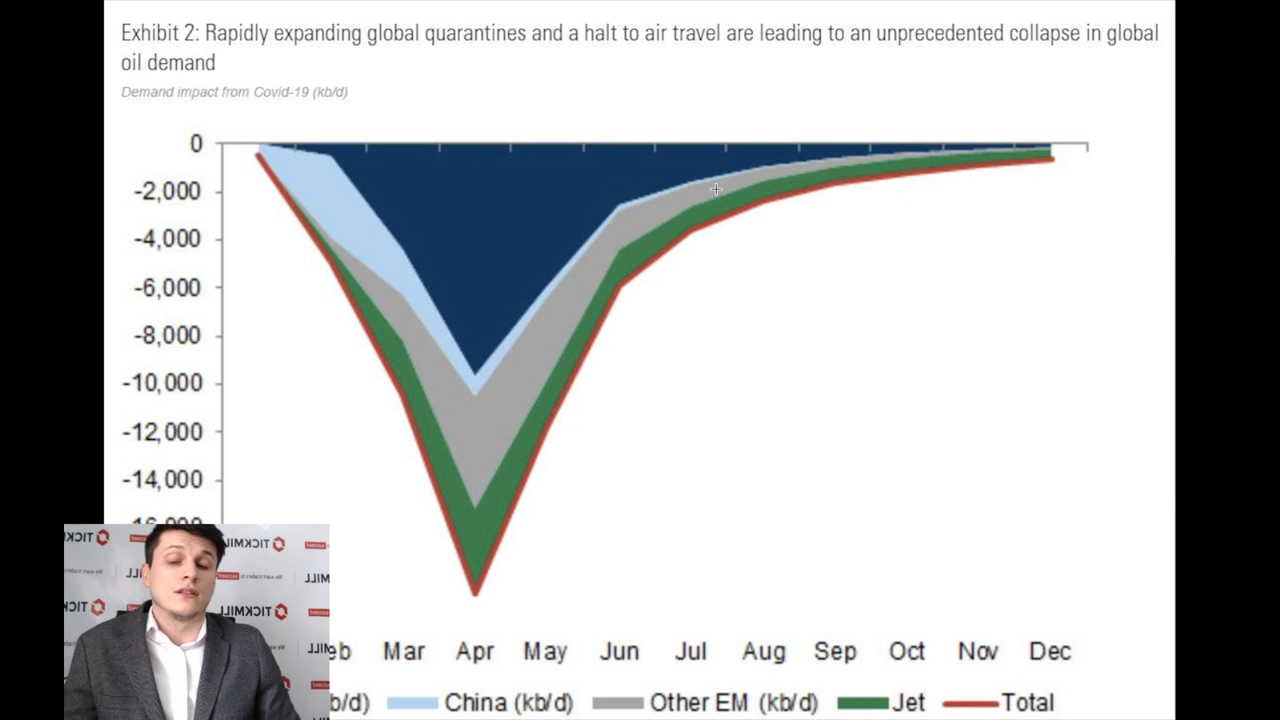 Exhibit 2: Rapidly expanding global quarantines and a halt to air travel are leading to an unprecedented collapse in global
oil demand
Demand impact from Covid-19 (kb/d)
0
-2,000
-4,000
-6,000
-8,000
-10,000
-12,000
-14,000
eb Mar Apr May Jun Jul Aug Sep Oct Nov Dec
b/d) China (kb/d) Other EM (kb/d) Jet Total
TICKMILL
TICKMILL